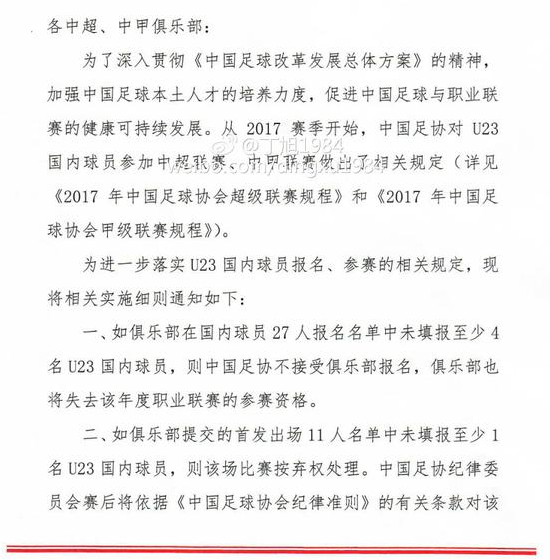 各中超、中甲俱乐部：
为了深入贯彻《中国足球改革发展总体方案》的精神，
加强中国足球本土人才的培养力度，促进中国足球与职业联
赛的健康可持续发展。从 2017 赛季开始，中国足协对 U23
国内球员参加中超联赛、中甲联赛做出了相关规定（详见
《2017 年中国足球协会超级联赛规程》和《2017 年中国足
球协会甲级联赛规程》）。
为进一步落实 U23 国内球员报名、参赛的相关规定，现
将相关实施细则通知如下：
一、如俱乐部在国内球员 27 人报名名单中未填报至少 4
名 U23 国内球员，则中国足协不接受俱乐部报名，俱乐部也
将失去该年度职业联赛的参赛资格。
二、如俱乐部提交的首发出场 11 人名单中未填报至少 1
名 U23 国内球员，则该场比赛按弃权处理。中国足协纪律委
员会赛后将依据《中国足球协会纪律准则》的有关条款对该
@丁旭1984